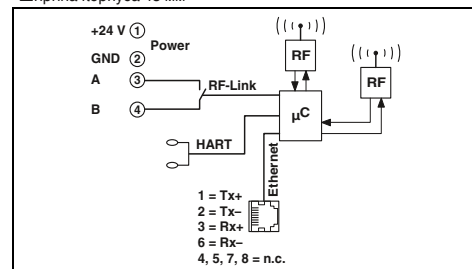 +24 V 1
Power
GND 2
A 3
RF-Link
B 4
RF
RF
µC
HART
Ethernet
1 = Tx+
2 = Tx–
3 = Rx+
6 = Rx–
4, 5, 7, 8 = n.c.